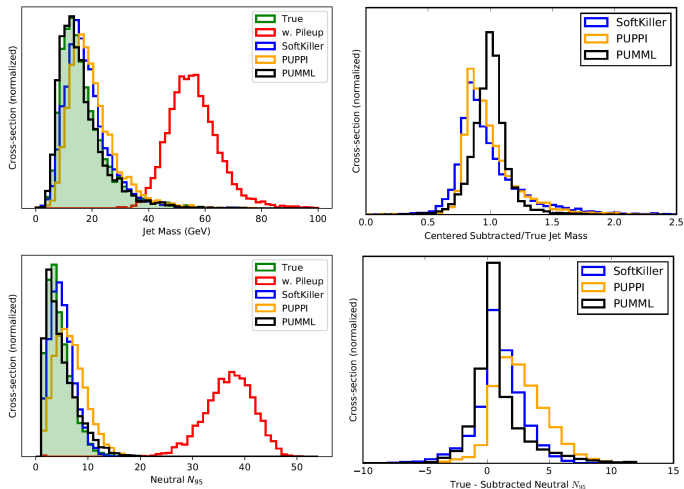 True
w. Pileup
SoftKiller
PUPPI
PUMML
Cross-section (normalized)
0 20 40 60 80 100
Jet Mass (GeV)
SoftKiller
PUPPI
PUMML
Cross-section (normalized)
0.0 0.5 1.0 1.5 2.0 2.5
Centered Subtracted/True Jet Mass
True
w. Pileup
SoftKiller
PUPPI
PUMML
Cross-section (normalized)
0 10 20 30 40 50
Neutral N₉₅
SoftKiller
PUPPI
PUMML
Cross-section (normalized)
−10 −5 0 5 10 15
True - Subtracted Neutral N₉₅